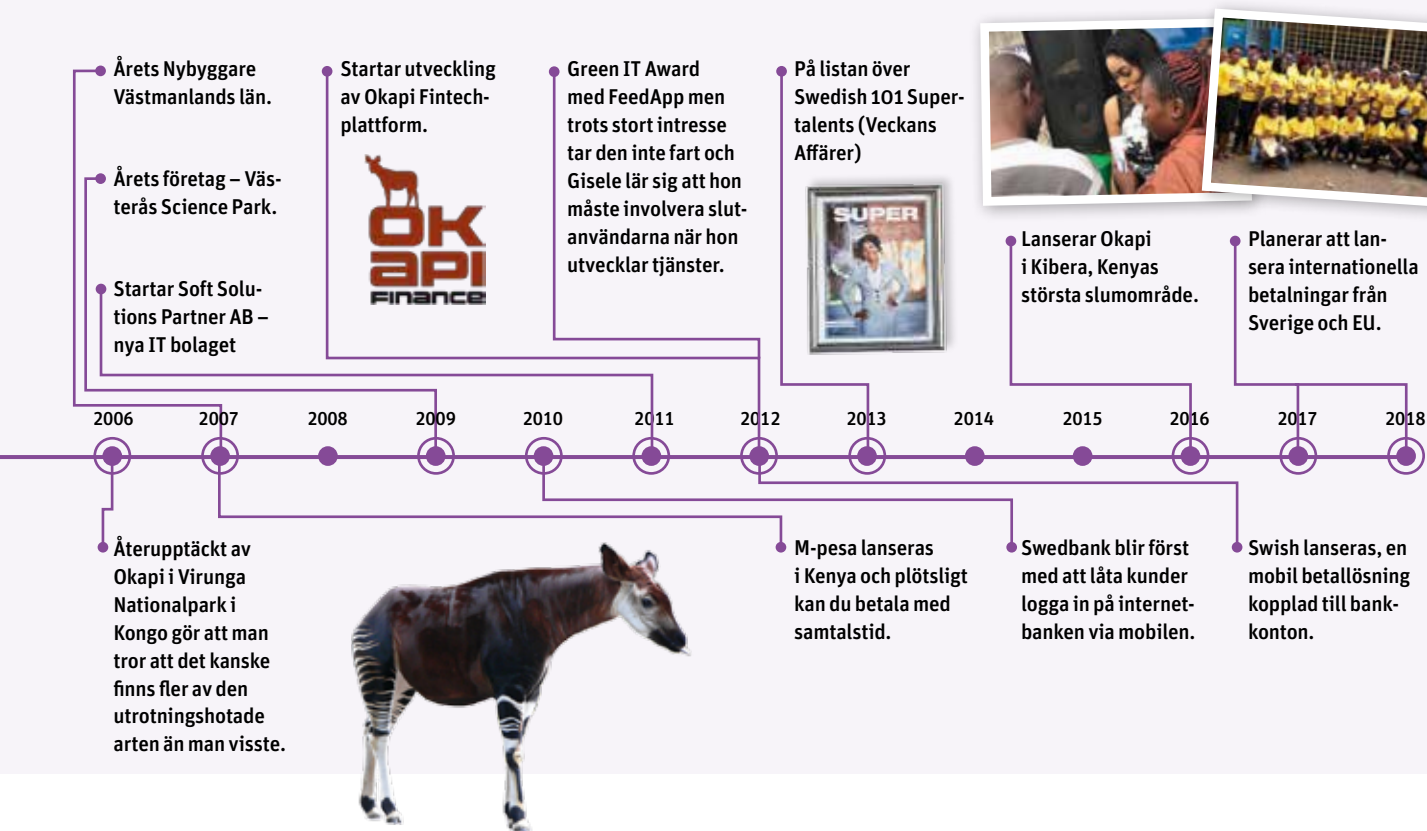 Årets Nybyggare
Västmanlands län.
Årets företag – Väs-
terås Science Park.
Startar Soft Solu-
tions Partner AB –
nya IT bolaget
Startar utveckling
av Okapi Fintech-
plattform.
OK
api
Finance
Green IT Award
med FeedApp men
trots stort intresse
tar den inte fart och
Gisele lär sig att hon
måste involvera slut-
användarna när hon
utvecklar tjänster.
På listan över
Swedish 101 Super-
talents (Veckans
Affärer)
SUPER
Lanserar Okapi
i Kibera, Kenyas
största slumområde.
Planerar att lan-
sera internationella
betalningar från
Sverige och EU.
2006 2007 2008 2009 2010 2011 2012 2013 2014 2015 2016 2017 2018
Återupptäckt av
Okapi i Virunga
Nationalpark i
Kongo gör att man
tror att det kanske
finns fler av den
utrotningshotade
arten än man visste.
M-pesa lanseras
i Kenya och plötsligt
kan du betala med
samtalstid.
Swedbank blir först
med att låta kunder
logga in på internet-
banken via mobilen.
Swish lanseras, en
mobil betallösning
kopplad till bank-
konton.